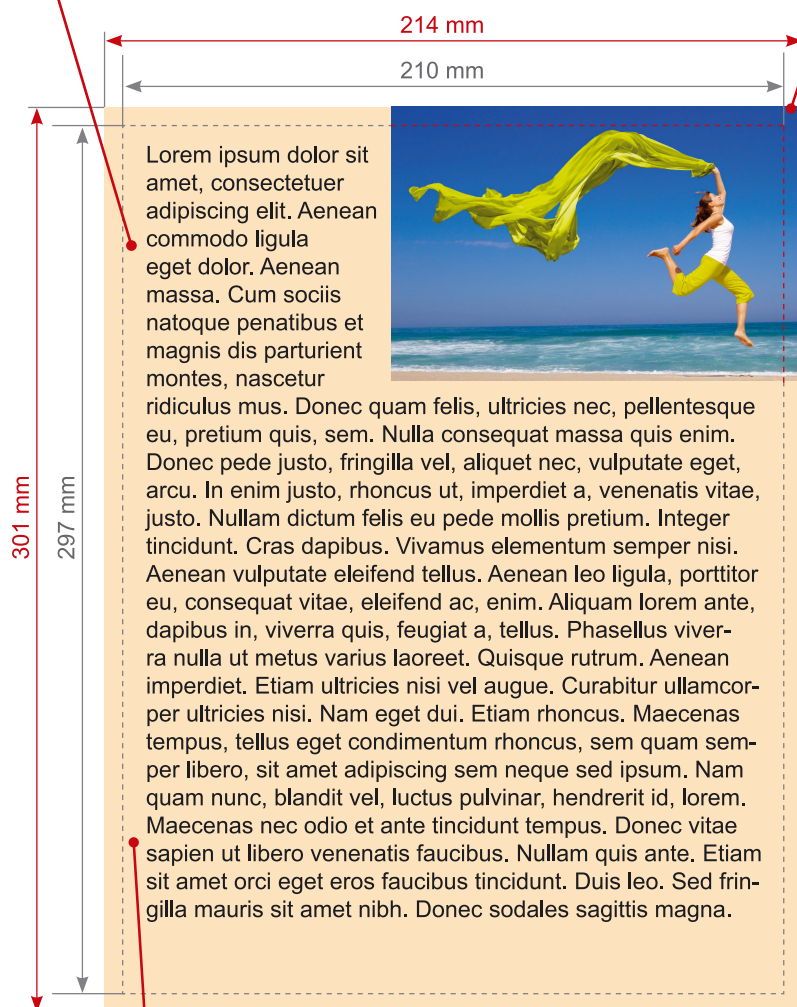 214 mm
210 mm
301 mm
297 mm
Lorem ipsum dolor sit
amet, consectetuer
adipiscing elit. Aenean
commodo ligula
eget dolor. Aenean
massa. Cum sociis
natoque penatibus et
magnis dis parturient
montes, nascetur
ridiculus mus. Donec quam felis, ultricies nec, pellentesque
eu, pretium quis, sem. Nulla consequat massa quis enim.
Donec pede justo, fringilla vel, aliquet nec, vulputate eget,
arcu. In enim justo, rhoncus ut, imperdiet a, venenatis vitae,
justo. Nullam dictum felis eu pede mollis pretium. Integer
tincidunt. Cras dapibus. Vivamus elementum semper nisi.
Aenean vulputate eleifend tellus. Aenean leo ligula, porttitor
eu, consequat vitae, eleifend ac, enim. Aliquam lorem ante,
dapibus in, viverra quis, feugiat a, tellus. Phasellus viver-
ra nulla ut metus varius laoreet. Quisque rutrum. Aenean
imperdiet. Etiam ultricies nisi vel augue. Curabitur ullamcor-
per ultricies nisi. Nam eget dui. Etiam rhoncus. Maecenas
tempus, tellus eget condimentum rhoncus, sem quam sem-
per libero, sit amet adipiscing sem neque sed ipsum. Nam
quam nunc, blandit vel, luctus pulvinar, hendrerit id, lorem.
Maecenas nec odio et ante tincidunt tempus. Donec vitae
sapien ut libero venenatis faucibus. Nullam quis ante. Etiam
sit amet orci eget eros faucibus tincidunt. Duis leo. Sed frin-
gilla mauris sit amet nibh. Donec sodales sagittis magna.